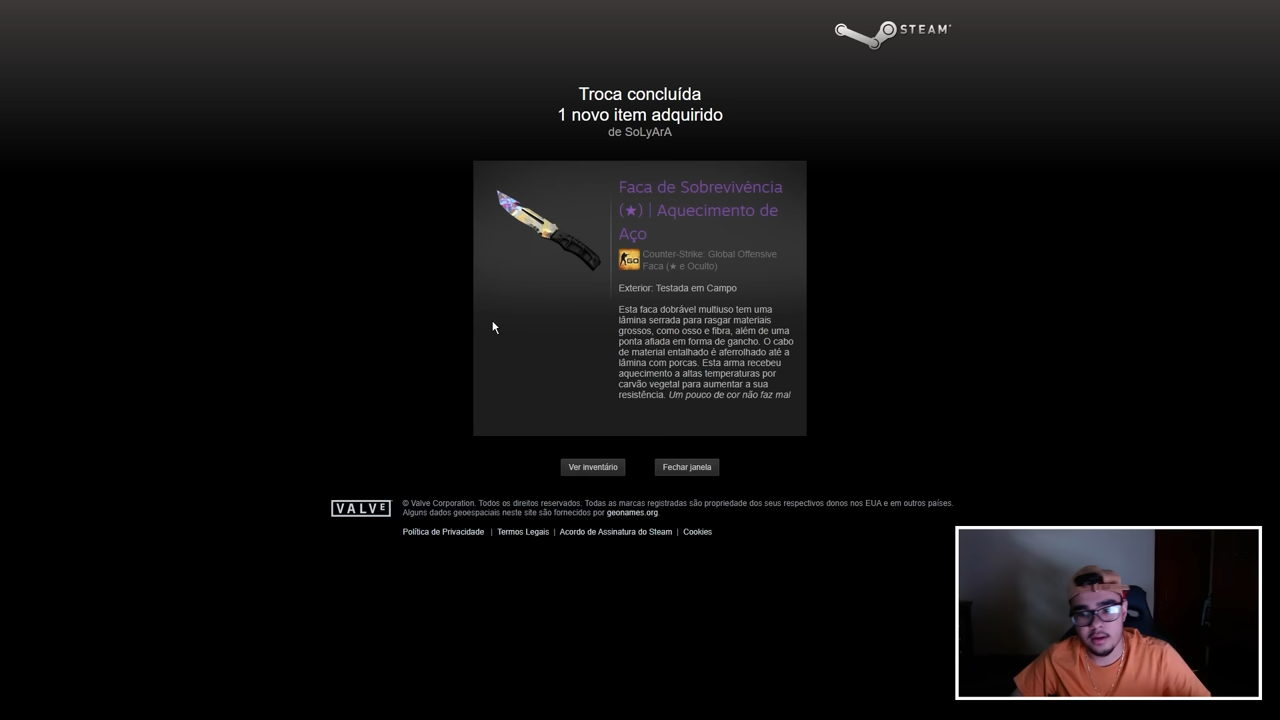 STEAM
Troca concluída
1 novo item adquirido
de SoLyArA
Faca de Sobrevivência
(★) | Aquecimento de
Aço
GO
Counter-Strike: Global Offensive
Faca (★ e Oculto)
Exterior: Testada em Campo
Esta faca dobrável multiuso tem uma
lâmina serrada para rasgar materiais
grossos, como osso e fibra, além de uma
ponta afiada em forma de gancho. O cabo
de material entalhado é aferrolhado até a
lâmina com porcas. Esta arma recebeu
aquecimento a altas temperaturas por
carvão vegetal para aumentar a sua
resistência. Um pouco de cor não faz mal
Ver inventário
Fechar janela
VALVE
© Valve Corporation. Todos os direitos reservados. Todas as marcas registradas são propriedade dos seus respectivos donos nos EUA e em outros países.
Alguns dados geoespaciais neste site são fornecidos por geonames.org.
Política de Privacidade | Termos Legais | Acordo de Assinatura do Steam | Cookies